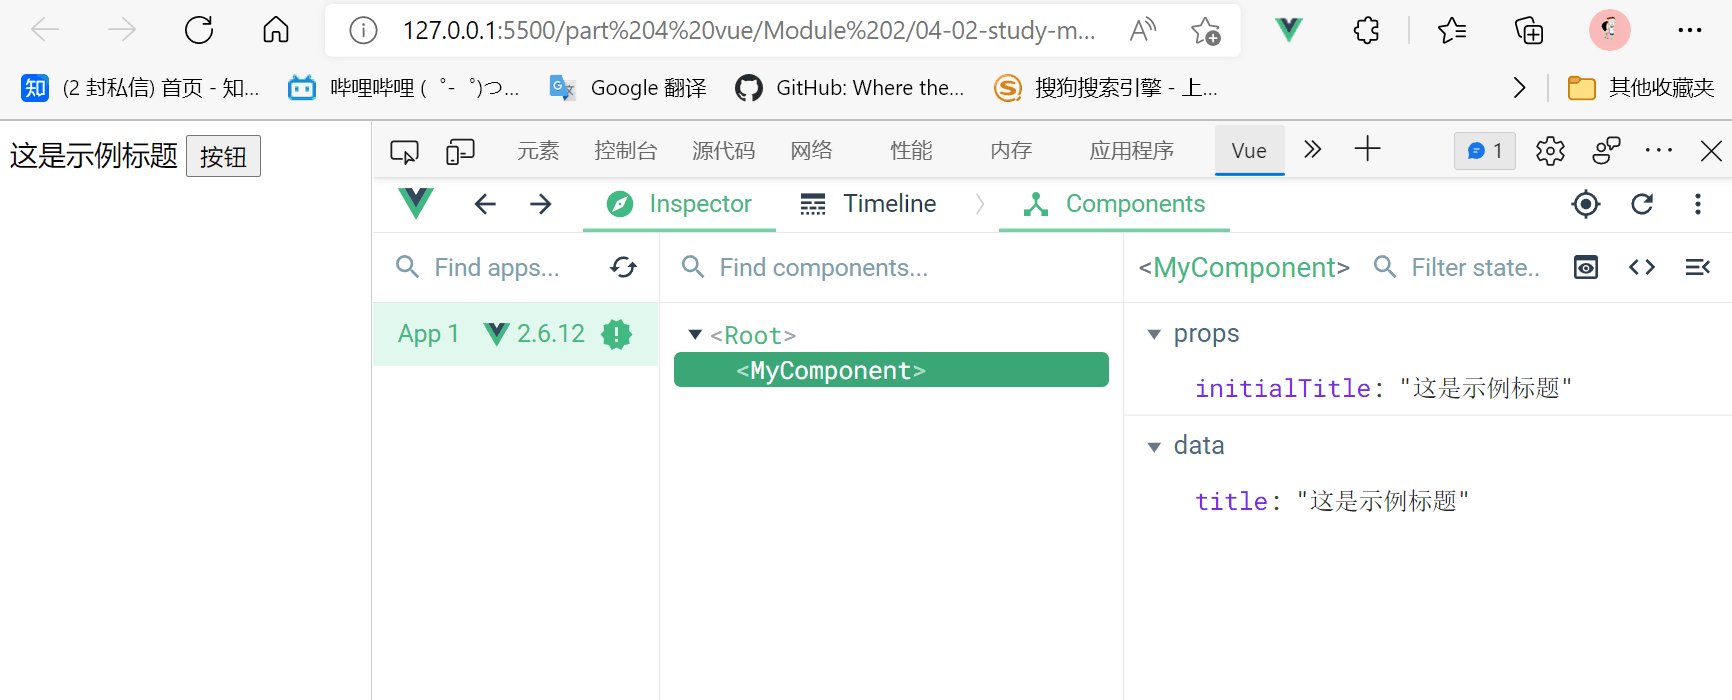 127.0.0.1:5500/part%204%20vue/Module%202/04-02-study-m...
知 (2 封私信) 首页 - 知... 哔哩哔哩 (゜-゜)つ... Google 翻译 GitHub: Where the... 搜狗搜索引擎 - 上... 其他收藏夹
这是示例标题 按钮
元素 控制台 源代码 网络 性能 内存 应用程序 Vue 1
Inspector Timeline Components
Find apps... Find components... <MyComponent> Filter state..
App 1 2.6.12
<Root>
<MyComponent>
props
initialTitle: "这是示例标题"
data
title: "这是示例标题"